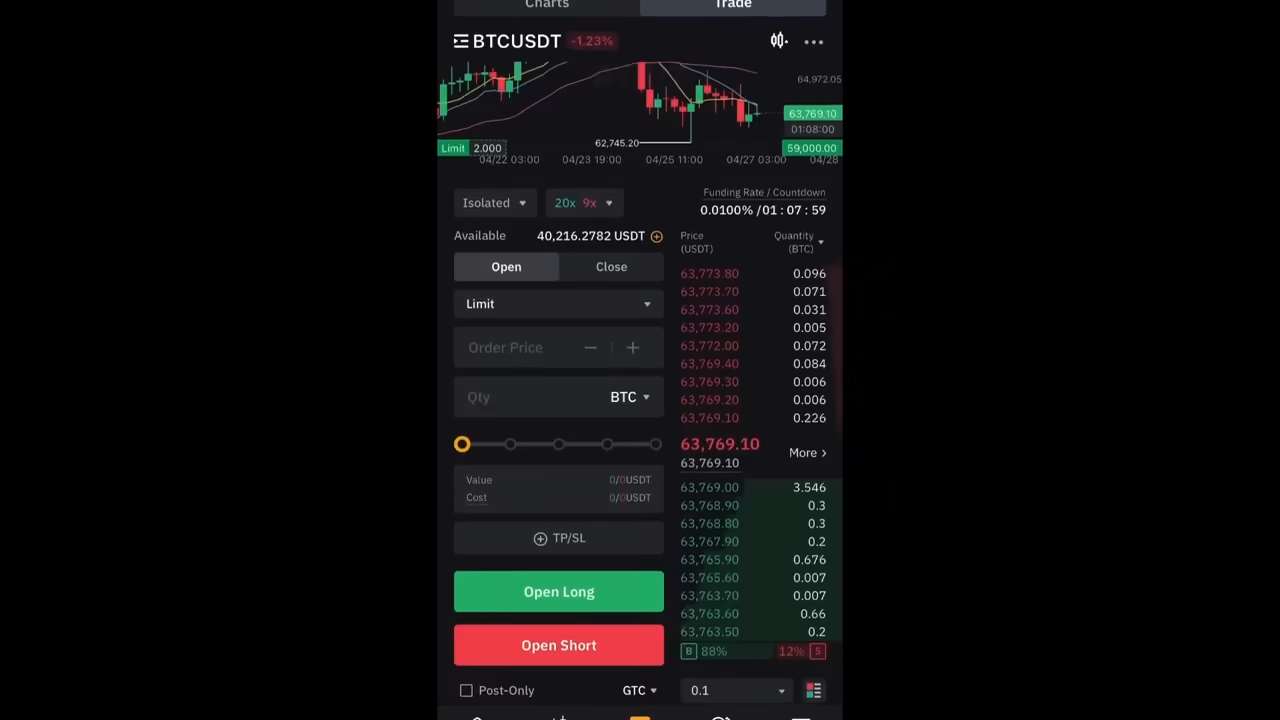 Charts
Trade
BTCUSDT -1.23%
64,972.05
63,769.10
01:08:00
62,745.20
Limit 2.000
59,000.00
04/22 03:00 04/23 19:00 04/25 11:00 04/27 03:00 04/28
Isolated
20x 9x
Funding Rate / Countdown
0.0100% / 01 : 07 : 59
Available 40,216.2782 USDT
Open
Close
Limit
Order Price
Qty BTC
Value 0/0USDT
Cost 0/0USDT
TP/SL
Open Long
Open Short
Post-Only
GTC
Price Quantity
(USDT) (BTC)
63,773.80 0.096
63,773.70 0.071
63,773.60 0.031
63,773.20 0.005
63,772.00 0.072
63,769.40 0.084
63,769.30 0.006
63,769.20 0.006
63,769.10 0.226
63,769.10
63,769.10
More >
63,769.00 3.546
63,768.90 0.3
63,768.80 0.3
63,767.90 0.2
63,765.90 0.676
63,765.60 0.007
63,763.70 0.007
63,763.60 0.66
63,763.50 0.2
B 88% 12% S
0.1